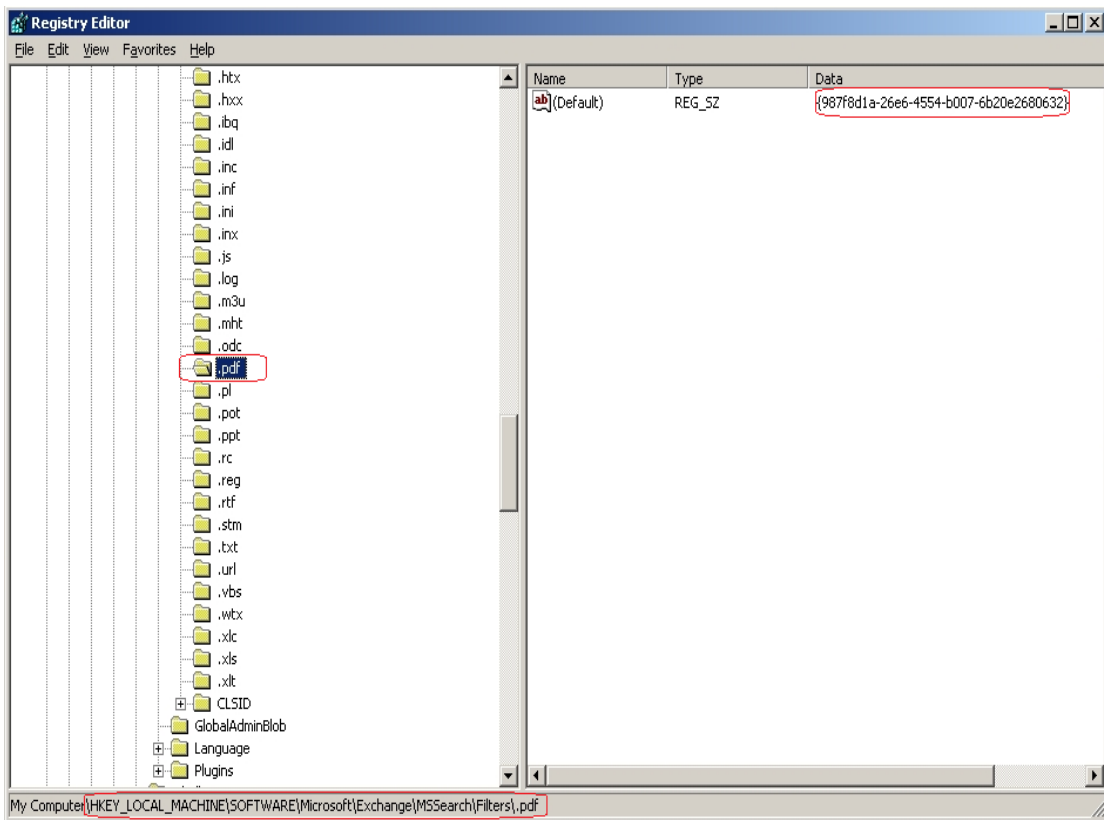 Registry Editor
File Edit View Favorites Help
.htx
.hxx
.ibq
.idl
.inc
.inf
.ini
.inx
.js
.log
.m3u
.mht
.odc
.pdf
.pl
.pot
.ppt
.rc
.reg
.rtf
.stm
.txt
.url
.vbs
.wtx
.xlc
.xls
.xlt
CLSID
GlobalAdminBlob
Language
Plugins
Name Type Data
ab (Default) REG_SZ {987f8d1a-26e6-4554-b007-6b20e2680632}
My Computer\HKEY_LOCAL_MACHINE\SOFTWARE\Microsoft\Exchange\MSSearch\Filters\.pdf